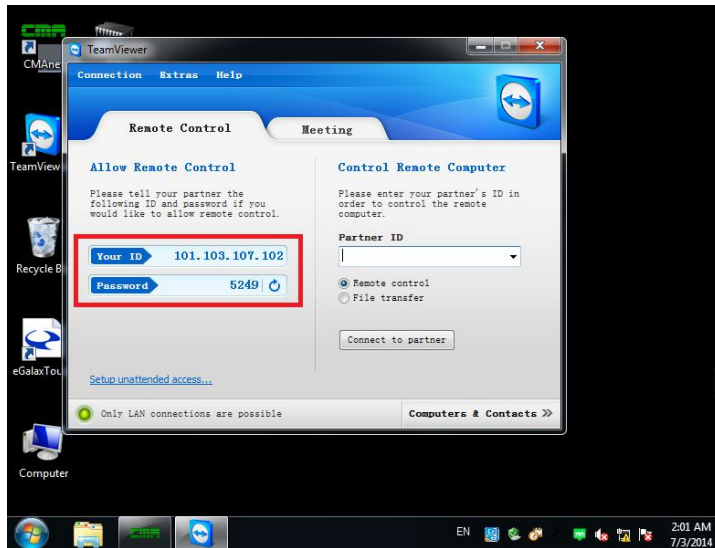 CMA
CMAne
TeamViewer
Connection Extras Help
Remote Control
Meeting
TeamView
Allow Remote Control
Please tell your partner the
following ID and password if you
would like to allow remote control.
Your ID 101.103.107.102
Password 5249
Control Remote Computer
Please enter your partner's ID in
order to control the remote
computer.
Partner ID
Remote control
File transfer
Connect to partner
Recycle B
eGalaxTou
Setup unattended access...
Only LAN connections are possible
Computers & Contacts
Computer
CMA
EN
2:01 AM
7/3/2014